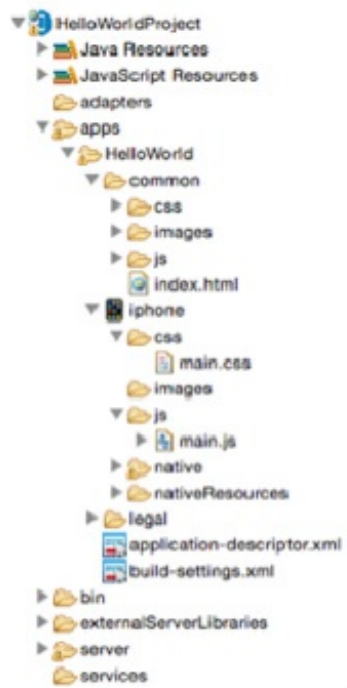 HelloWorldProject
Java Resources
JavaScript Resources
adapters
apps
HelloWorld
common
css
images
js
index.html
iphone
css
main.css
images
js
main.js
native
nativeResources
legal
application-descriptor.xml
build-settings.xml
bin
externalServerLibraries
server
services